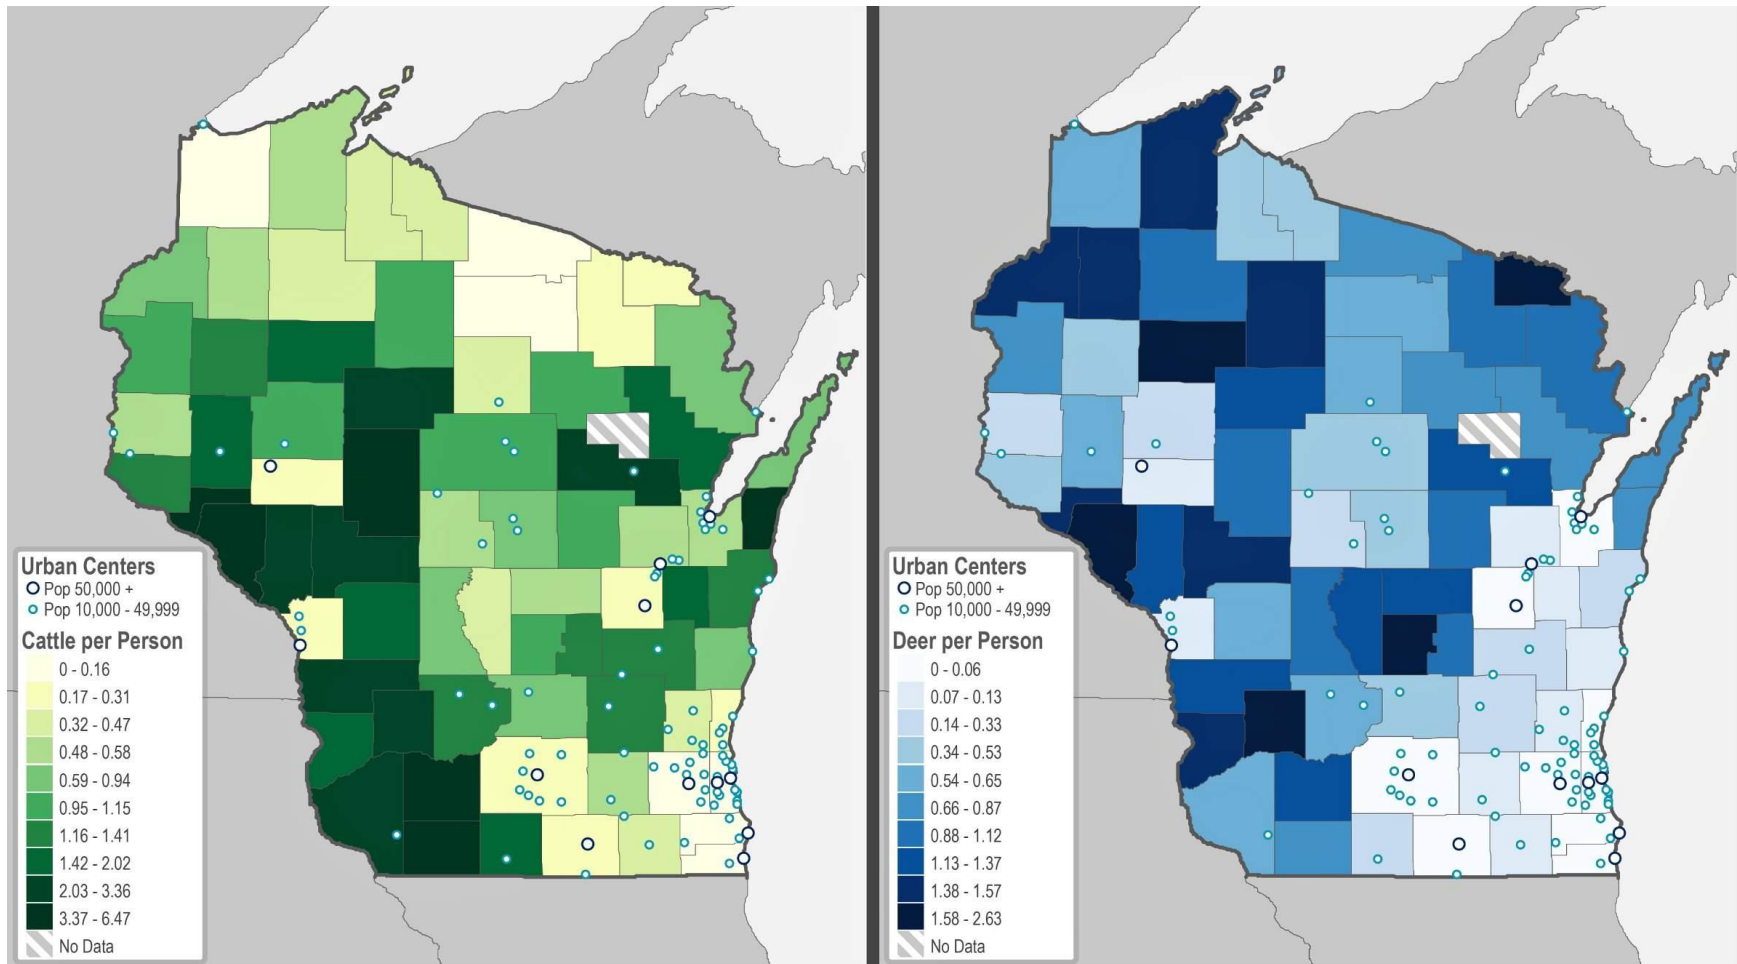 Urban Centers
Pop 50,000 +
Pop 10,000 - 49,999
Cattle per Person
0 - 0.16
0.17 - 0.31
0.32 - 0.47
0.48 - 0.58
0.59 - 0.94
0.95 - 1.15
1.16 - 1.41
1.42 - 2.02
2.03 - 3.36
3.37 - 6.47
No Data
Urban Centers
Pop 50,000 +
Pop 10,000 - 49,999
Deer per Person
0 - 0.06
0.07 - 0.13
0.14 - 0.33
0.34 - 0.53
0.54 - 0.65
0.66 - 0.87
0.88 - 1.12
1.13 - 1.37
1.38 - 1.57
1.58 - 2.63
No Data